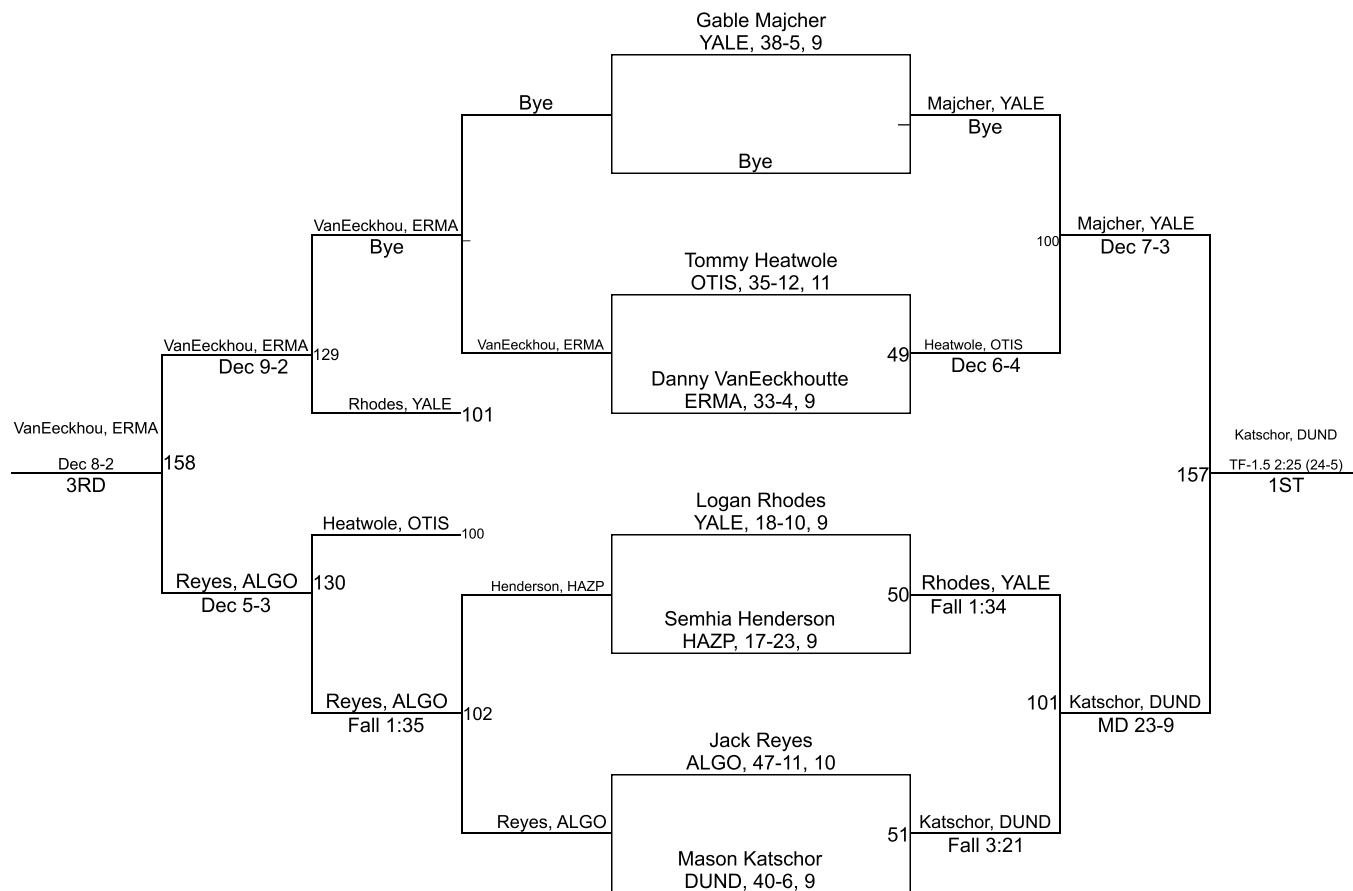 Gable Majcher
YALE, 38-5, 9
Bye
Majcher, YALE
Bye
Bye
VanEeckhou, ERMA
Bye
Majcher, YALE
100
Dec 7-3
Tommy Heatwole
OTIS, 35-12, 11
VanEeckhou, ERMA
129
Dec 9-2
VanEeckhou, ERMA
49
Heatwole, OTIS
Dec 6-4
Danny VanEeckhoutte
ERMA, 33-4, 9
Rhodes, YALE
101
VanEeckhou, ERMA
Dec 8-2
158
3RD
Katschor, DUND
157
TF-1.5 2:25 (24-5)
1ST
Logan Rhodes
YALE, 18-10, 9
Heatwole, OTIS
100
Reyes, ALGO
130
Dec 5-3
Henderson, HAZP
50
Rhodes, YALE
Fall 1:34
Semhia Henderson
HAZP, 17-23, 9
Reyes, ALGO
102
Fall 1:35
101
Katschor, DUND
MD 23-9
Jack Reyes
ALGO, 47-11, 10
Reyes, ALGO
51
Katschor, DUND
Fall 3:21
Mason Katschor
DUND, 40-6, 9